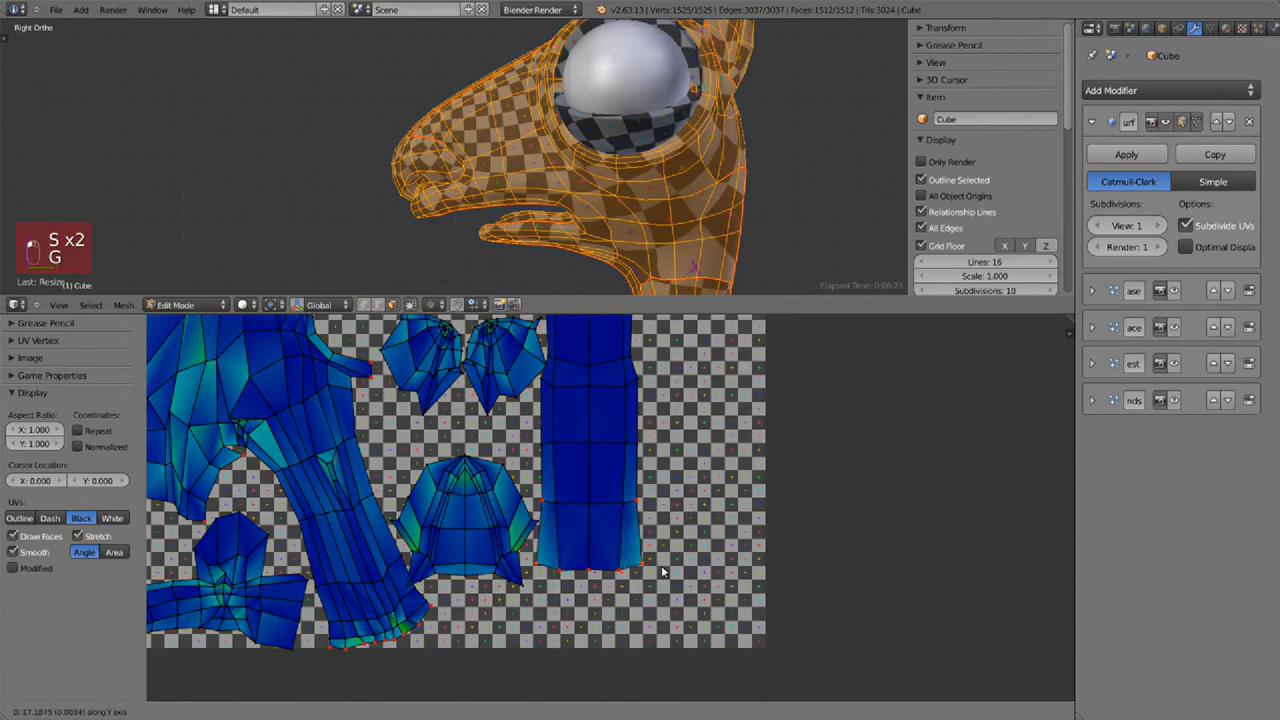 File Add Render Window Help Default Scene Blender Render v2.63.13 | Verts:1525/1525 | Edges:3037/3037 | Faces:1512/1512 | Tris:3024 | Cube
Right Ortho
S x2
G
Last: Resize
(1) Cube
Elapsed Time: 0:06:23
Transform
Grease Pencil
View
3D Cursor
Item
Cube
Display
Only Render
Outline Selected
All Object Origins
Relationship Lines
All Edges
Grid Floor X Y Z
Lines: 16
Scale: 1.000
Subdivisions: 10
Cube
Add Modifier
urf
Apply Copy
Catmull-Clark Simple
Subdivisions: Options:
View: 1 Subdivide UVs
Render: 1 Optimal Displa
ase
ace
est
nds
View Select Mesh Edit Mode Global
Grease Pencil
UV Vertex
Image
Game Properties
Display
Aspect Ratio: Coordinates:
X: 1.000 Repeat
Y: 1.000 Normalized
Cursor Location:
X: 0.000 Y: 0.000
UVs:
Outline Dash Black White
Draw Faces Stretch
Smooth Angle Area
Modified
D: 17.1875 (0.0084) along Y axis